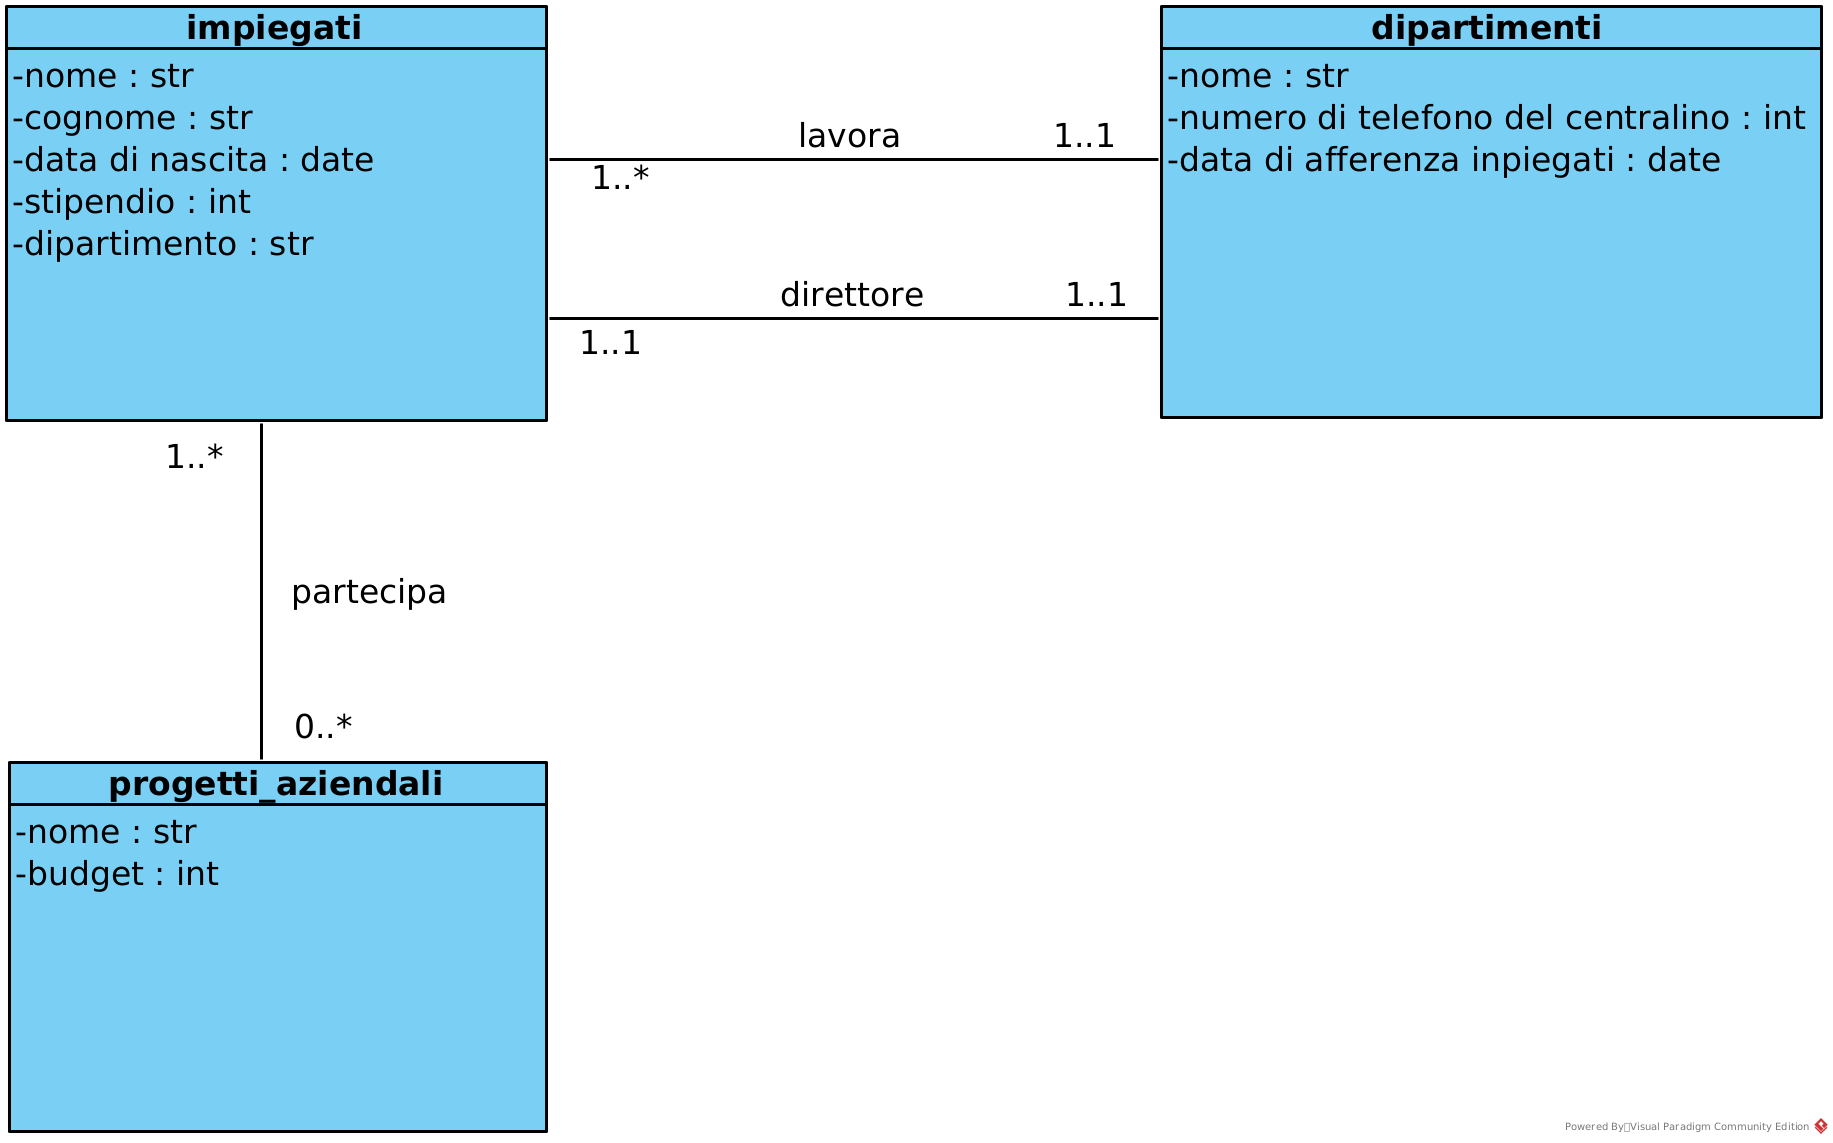 impiegati
-nome : str
-cognome : str
-data di nascita : date
-stipendio : int
-dipartimento : str
lavora
1..1
1..*
direttore
1..1
1..1
dipartimenti
-nome : str
-numero di telefono del centralino : int
-data di afferenza inpiegati : date
1..*
partecipa
0..*
progetti_aziendali
-nome : str
-budget : int
Powered By Visual Paradigm Community Edition